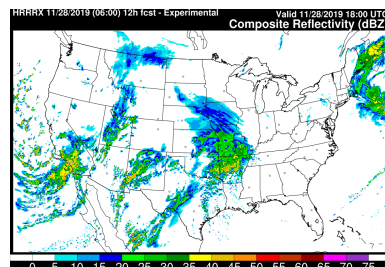 HRRRX 11/28/2019 (06:00) 12h fcst - Experimental
Valid 11/28/2019 18:00 UTC
Composite Reflectivity (dBZ
0 5 10 15 20 25 30 35 40 45 50 55 60 65 70 75